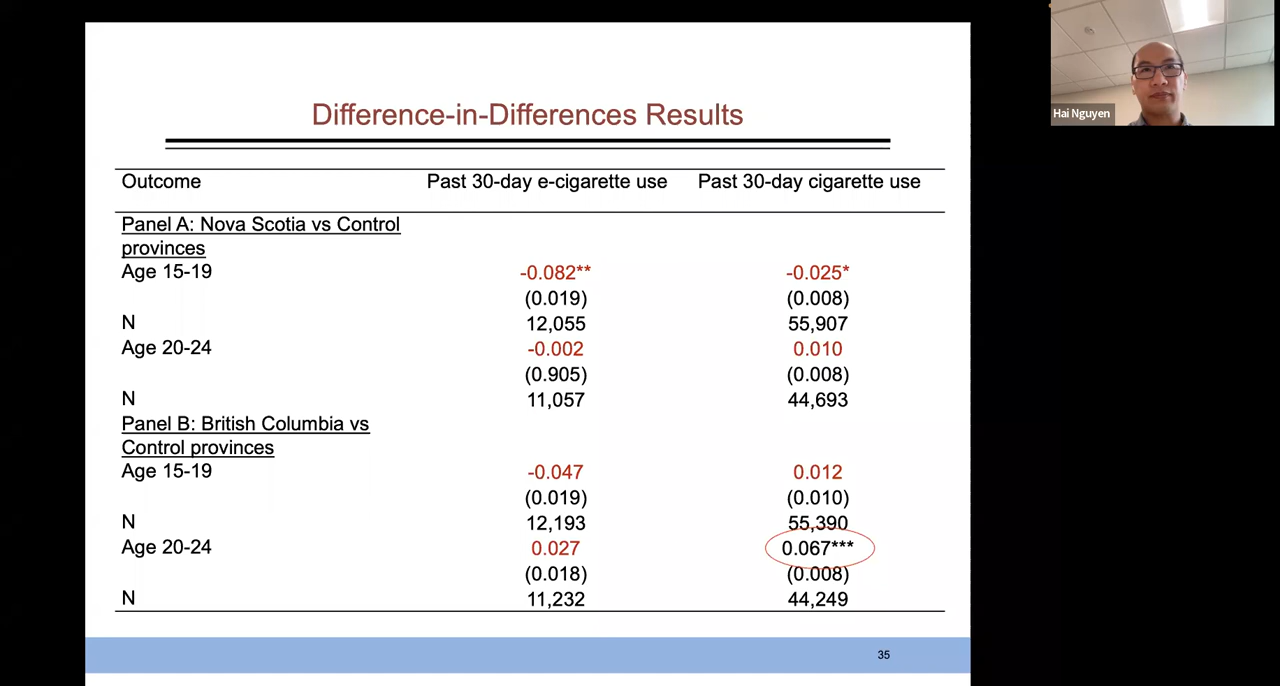 Difference-in-Differences Results
Hai Nguyen
Outcome Past 30-day e-cigarette use Past 30-day cigarette use
Panel A: Nova Scotia vs Control
provinces
Age 15-19 -0.082** -0.025*
(0.019) (0.008)
N 12,055 55,907
Age 20-24 -0.002 0.010
(0.905) (0.008)
N 11,057 44,693
Panel B: British Columbia vs
Control provinces
Age 15-19 -0.047 0.012
(0.019) (0.010)
N 12,193 55,390
Age 20-24 0.027 0.067***
(0.018) (0.008)
N 11,232 44,249
35